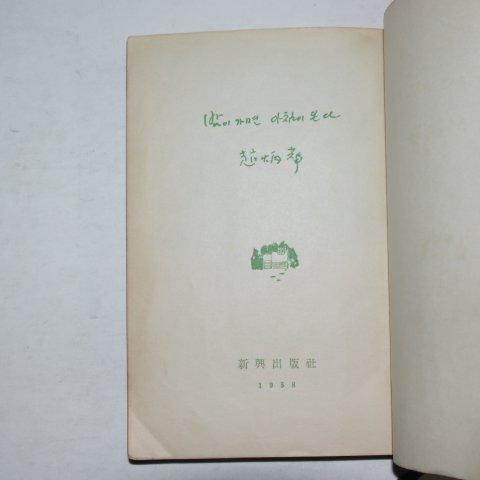 밤이 가면 아침이 온다
趙炳華
新興出版社
1958